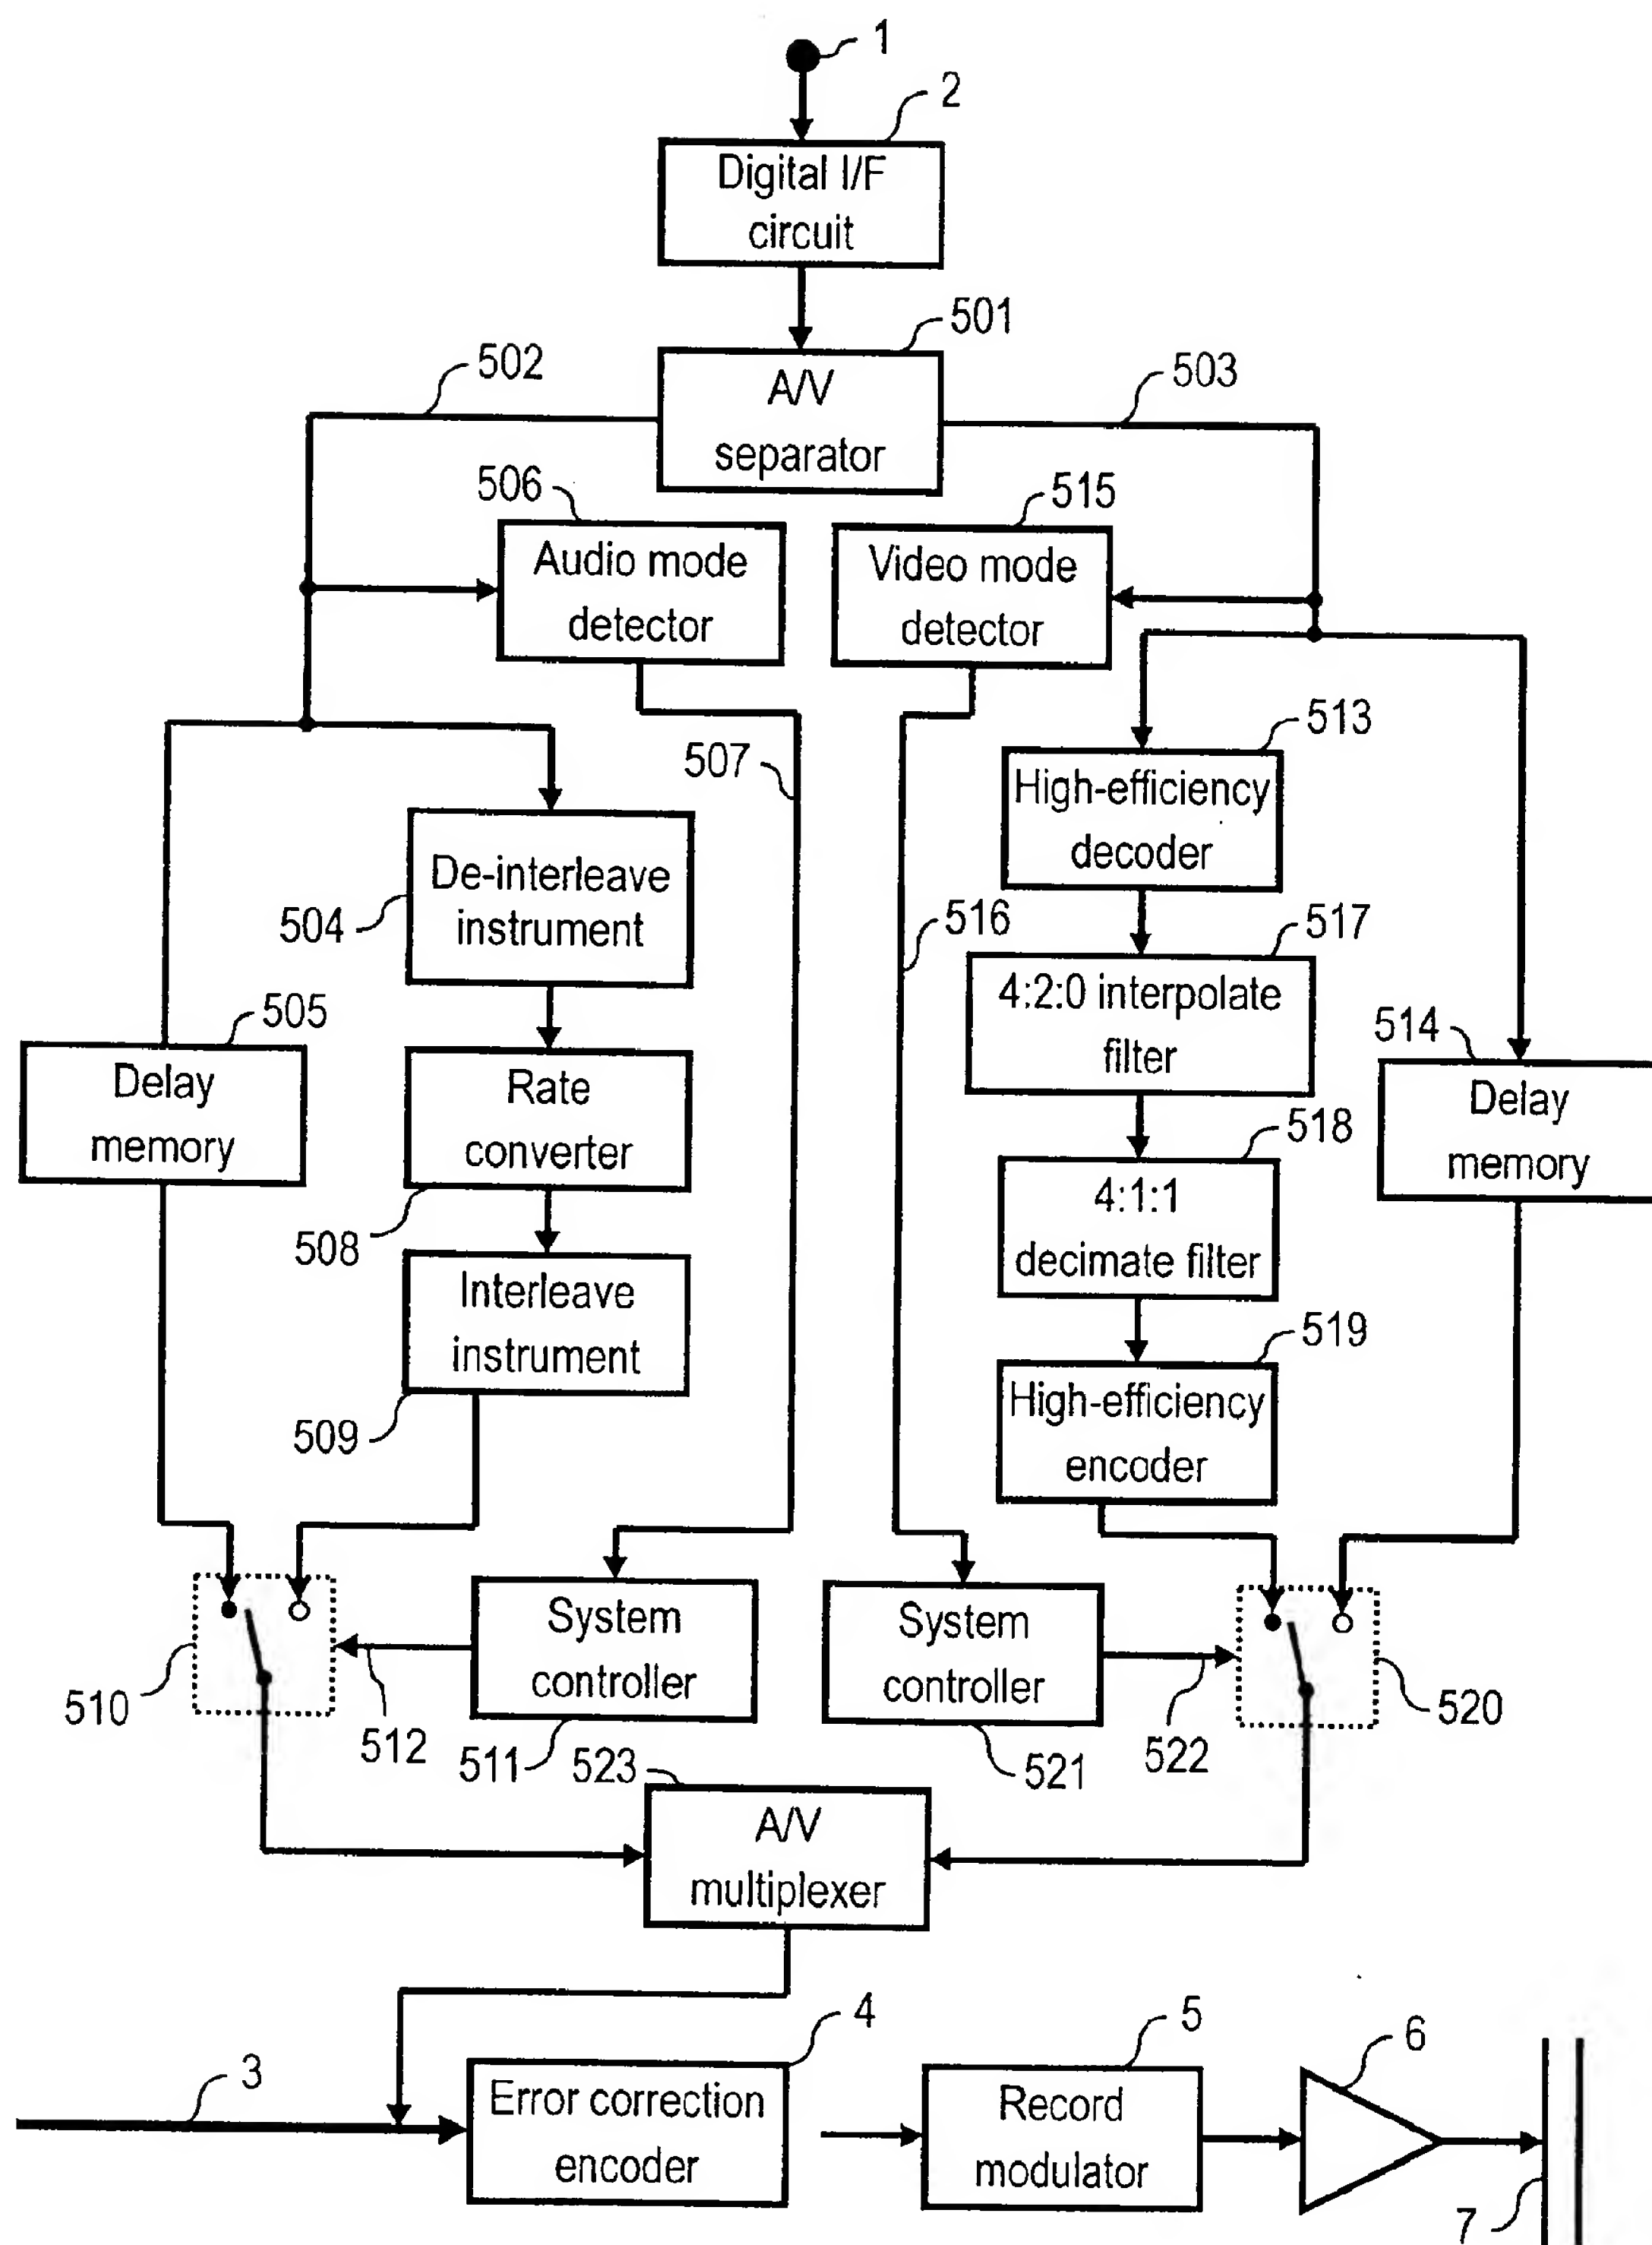 1
2
Digital I/F
circuit
501
502
A/V
separator
503
506
Audio mode
detector
515
Video mode
detector
507
513
High-efficiency
decoder
De-interleave
instrument
504
516
517
4:2:0 interpolate
filter
505
Delay
memory
514
Delay
memory
Rate
converter
508
518
4:1:1
decimate filter
Interleave
instrument
509
519
High-efficiency
encoder
510
System
controller
512
511
System
controller
521
522
520
523
A/V
multiplexer
3
4
Error correction
encoder
5
Record
modulator
6
7